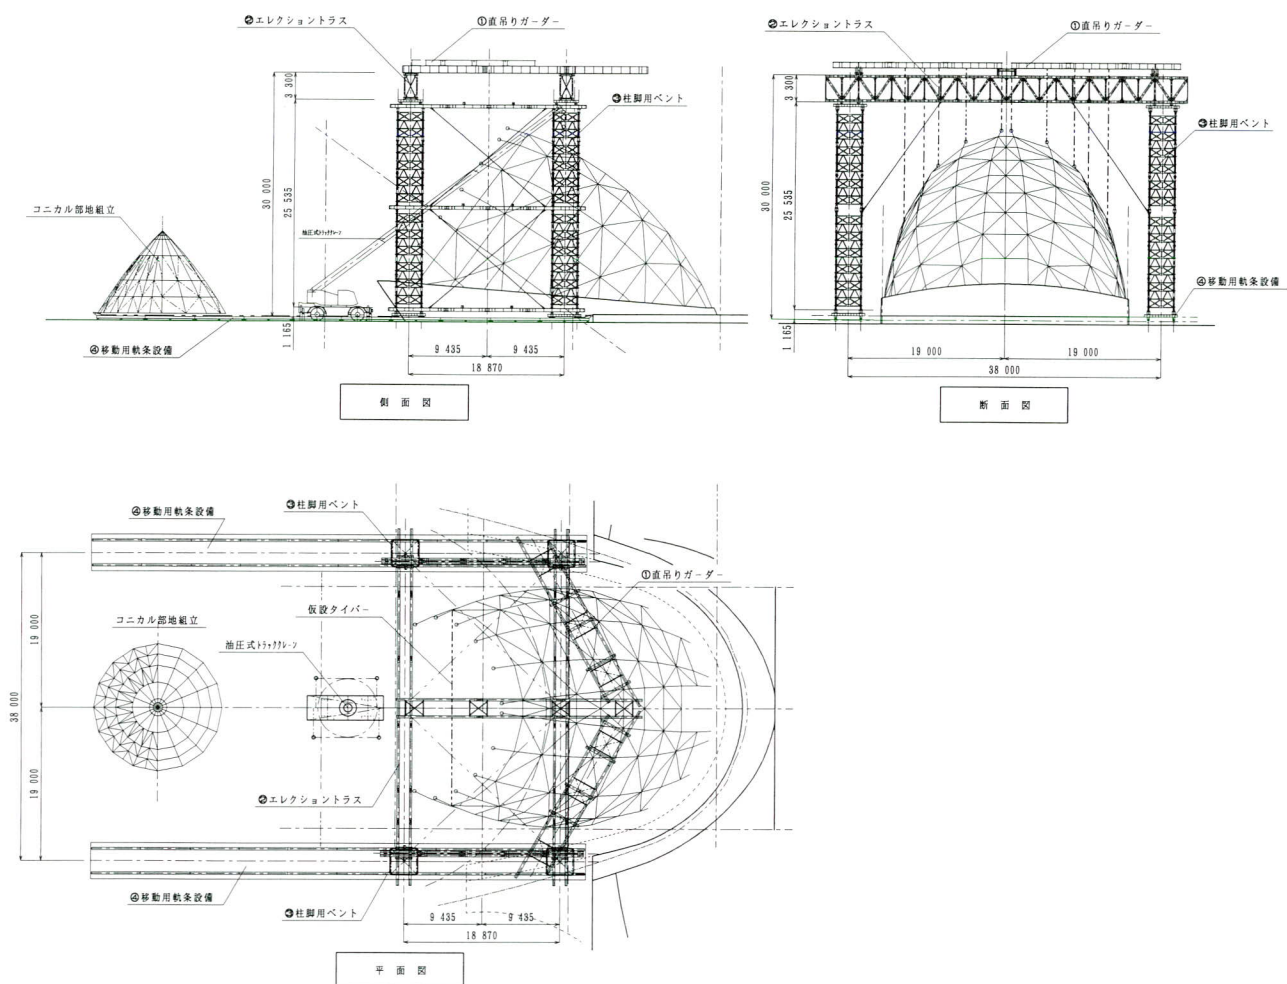 ②エレクショントラス
①直吊りガーダー
3 300
③柱脚用ベント
30 000
25 535
コニカル部地組立
油圧式トラッククレーン
④移動用軌条設備
1 165
9 435
9 435
18 870
側 面 図
②エレクショントラス
①直吊りガーダー
3 300
③柱脚用ベント
30 000
25 535
④移動用軌条設備
1 165
19 000
19 000
38 000
断 面 図
④移動用軌条設備
③柱脚用ベント
①直吊りガーダー
仮設タイバー
コニカル部地組立
油圧式トラッククレーン
19 000
38 000
19 000
②エレクショントラス
④移動用軌条設備
③柱脚用ベント
9 435
9 435
18 870
平 面 図